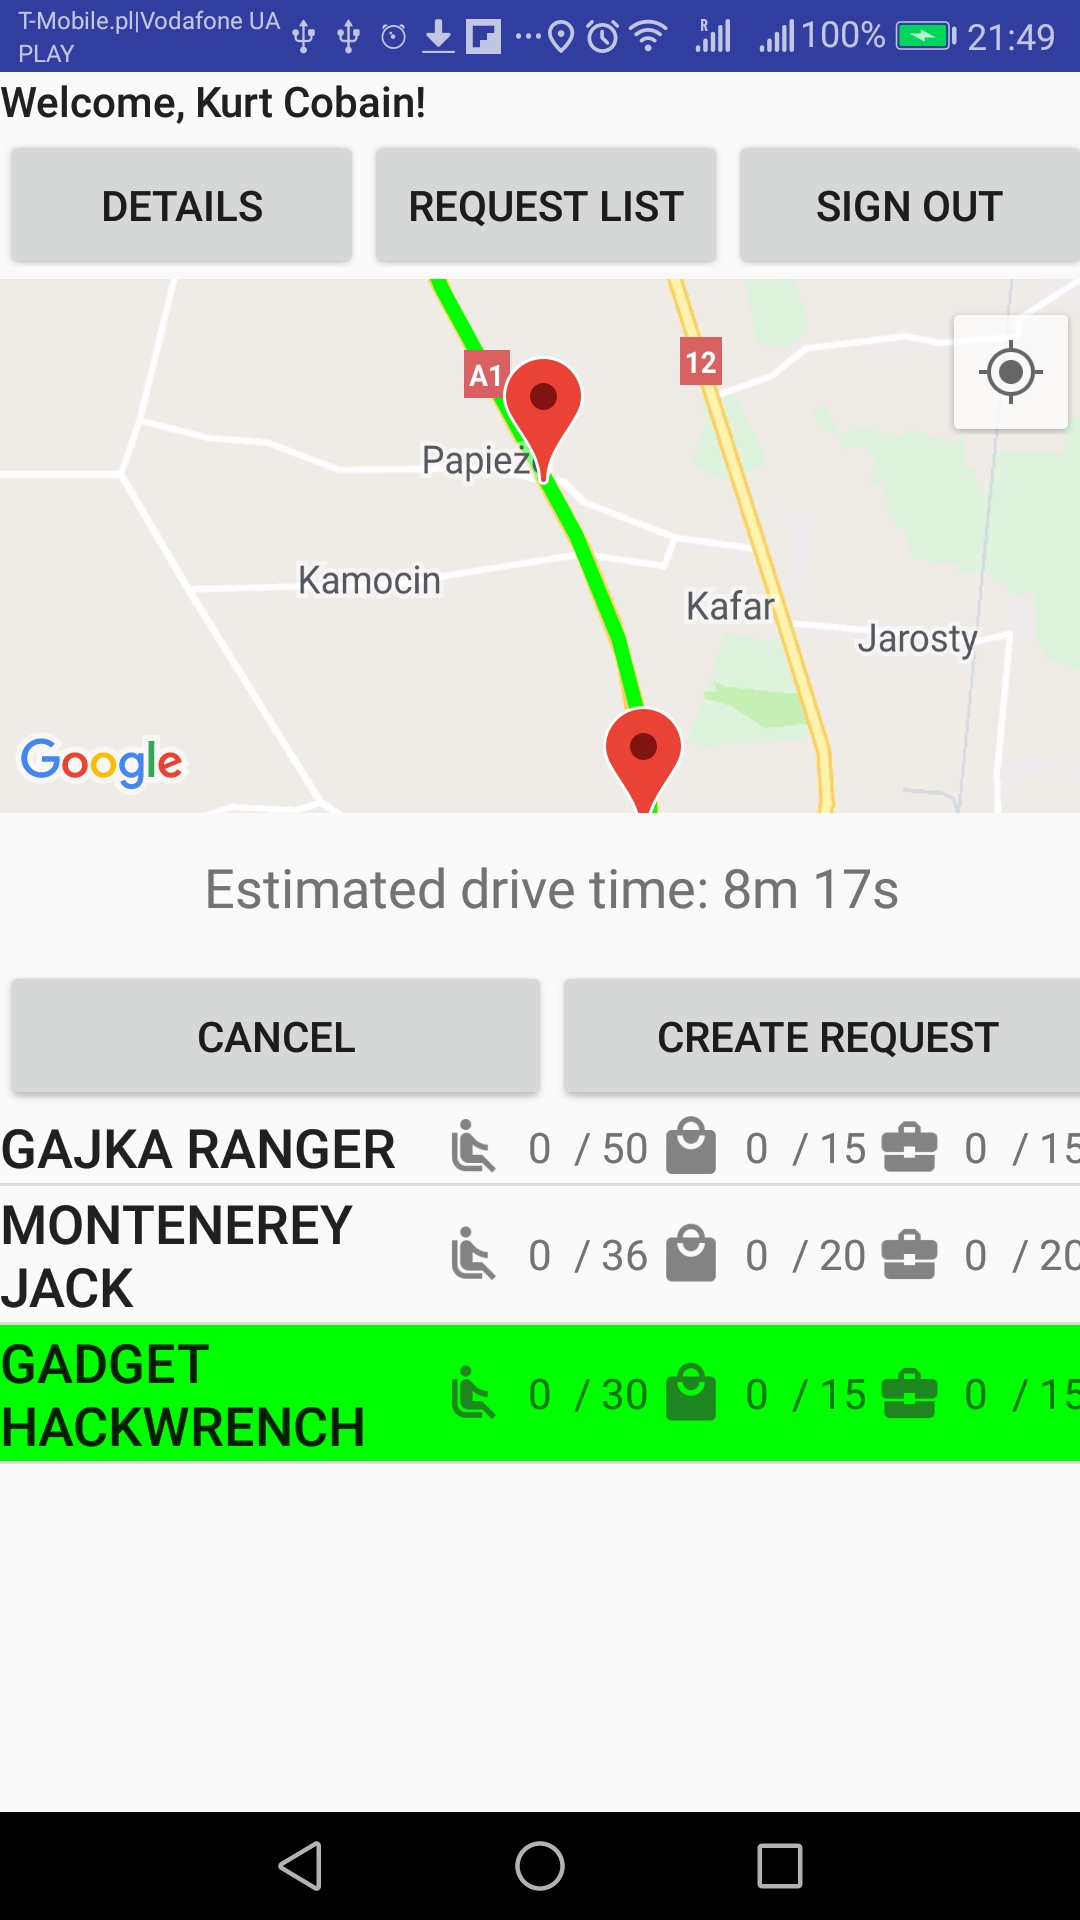 T-Mobile.pl|Vodafone UA
PLAY
R
100%
21:49
Welcome, Kurt Cobain!
DETAILS
REQUEST LIST
SIGN OUT
A1
12
Kamocin
Kafar
Jarosty
Google
Estimated drive time: 8m 17s
CANCEL
CREATE REQUEST
GAJKA RANGER
0 / 50
0 / 15
0 / 15
MONTENEREY
JACK
0 / 36
0 / 20
0 / 20
GADGET
HACKWRENCH
0 / 30
0 / 15
0 / 15